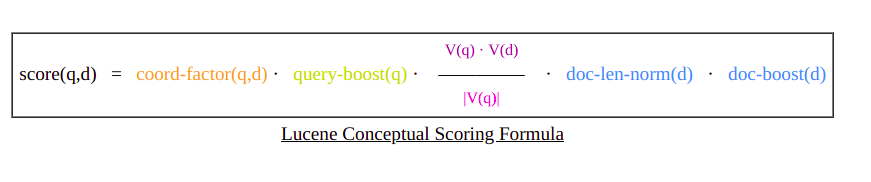 V(q) · V(d)
score(q,d) = coord-factor(q,d) · query-boost(q) · · doc-len-norm(d) · doc-boost(d)
|V(q)|
Lucene Conceptual Scoring Formula